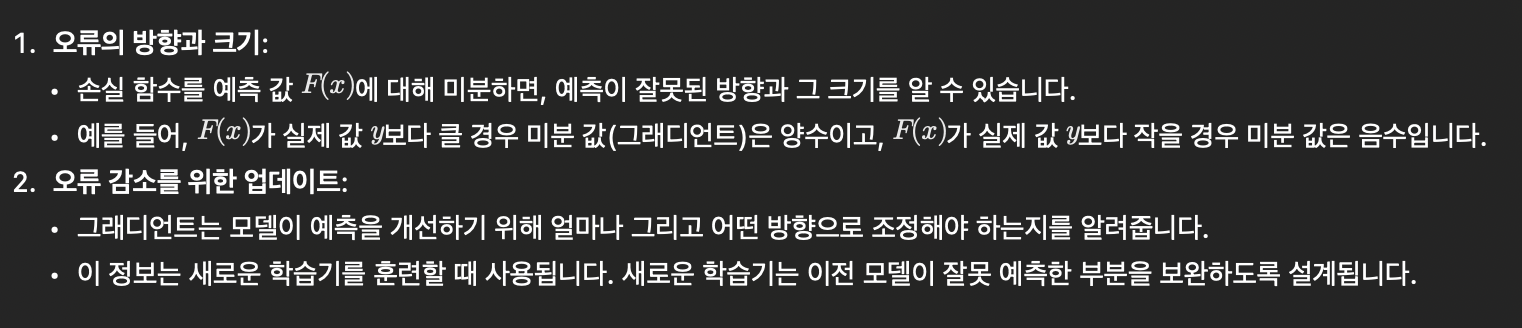 1. 오류의 방향과 크기:
• 손실 함수를 예측 값 F(x)에 대해 미분하면, 예측이 잘못된 방향과 그 크기를 알 수 있습니다.
• 예를 들어, F(x)가 실제 값 y보다 클 경우 미분 값(그래디언트)은 양수이고, F(x)가 실제 값 y보다 작을 경우 미분 값은 음수입니다.
2. 오류 감소를 위한 업데이트:
• 그래디언트는 모델이 예측을 개선하기 위해 얼마나 그리고 어떤 방향으로 조정해야 하는지를 알려줍니다.
• 이 정보는 새로운 학습기를 훈련할 때 사용됩니다. 새로운 학습기는 이전 모델이 잘못 예측한 부분을 보완하도록 설계됩니다.